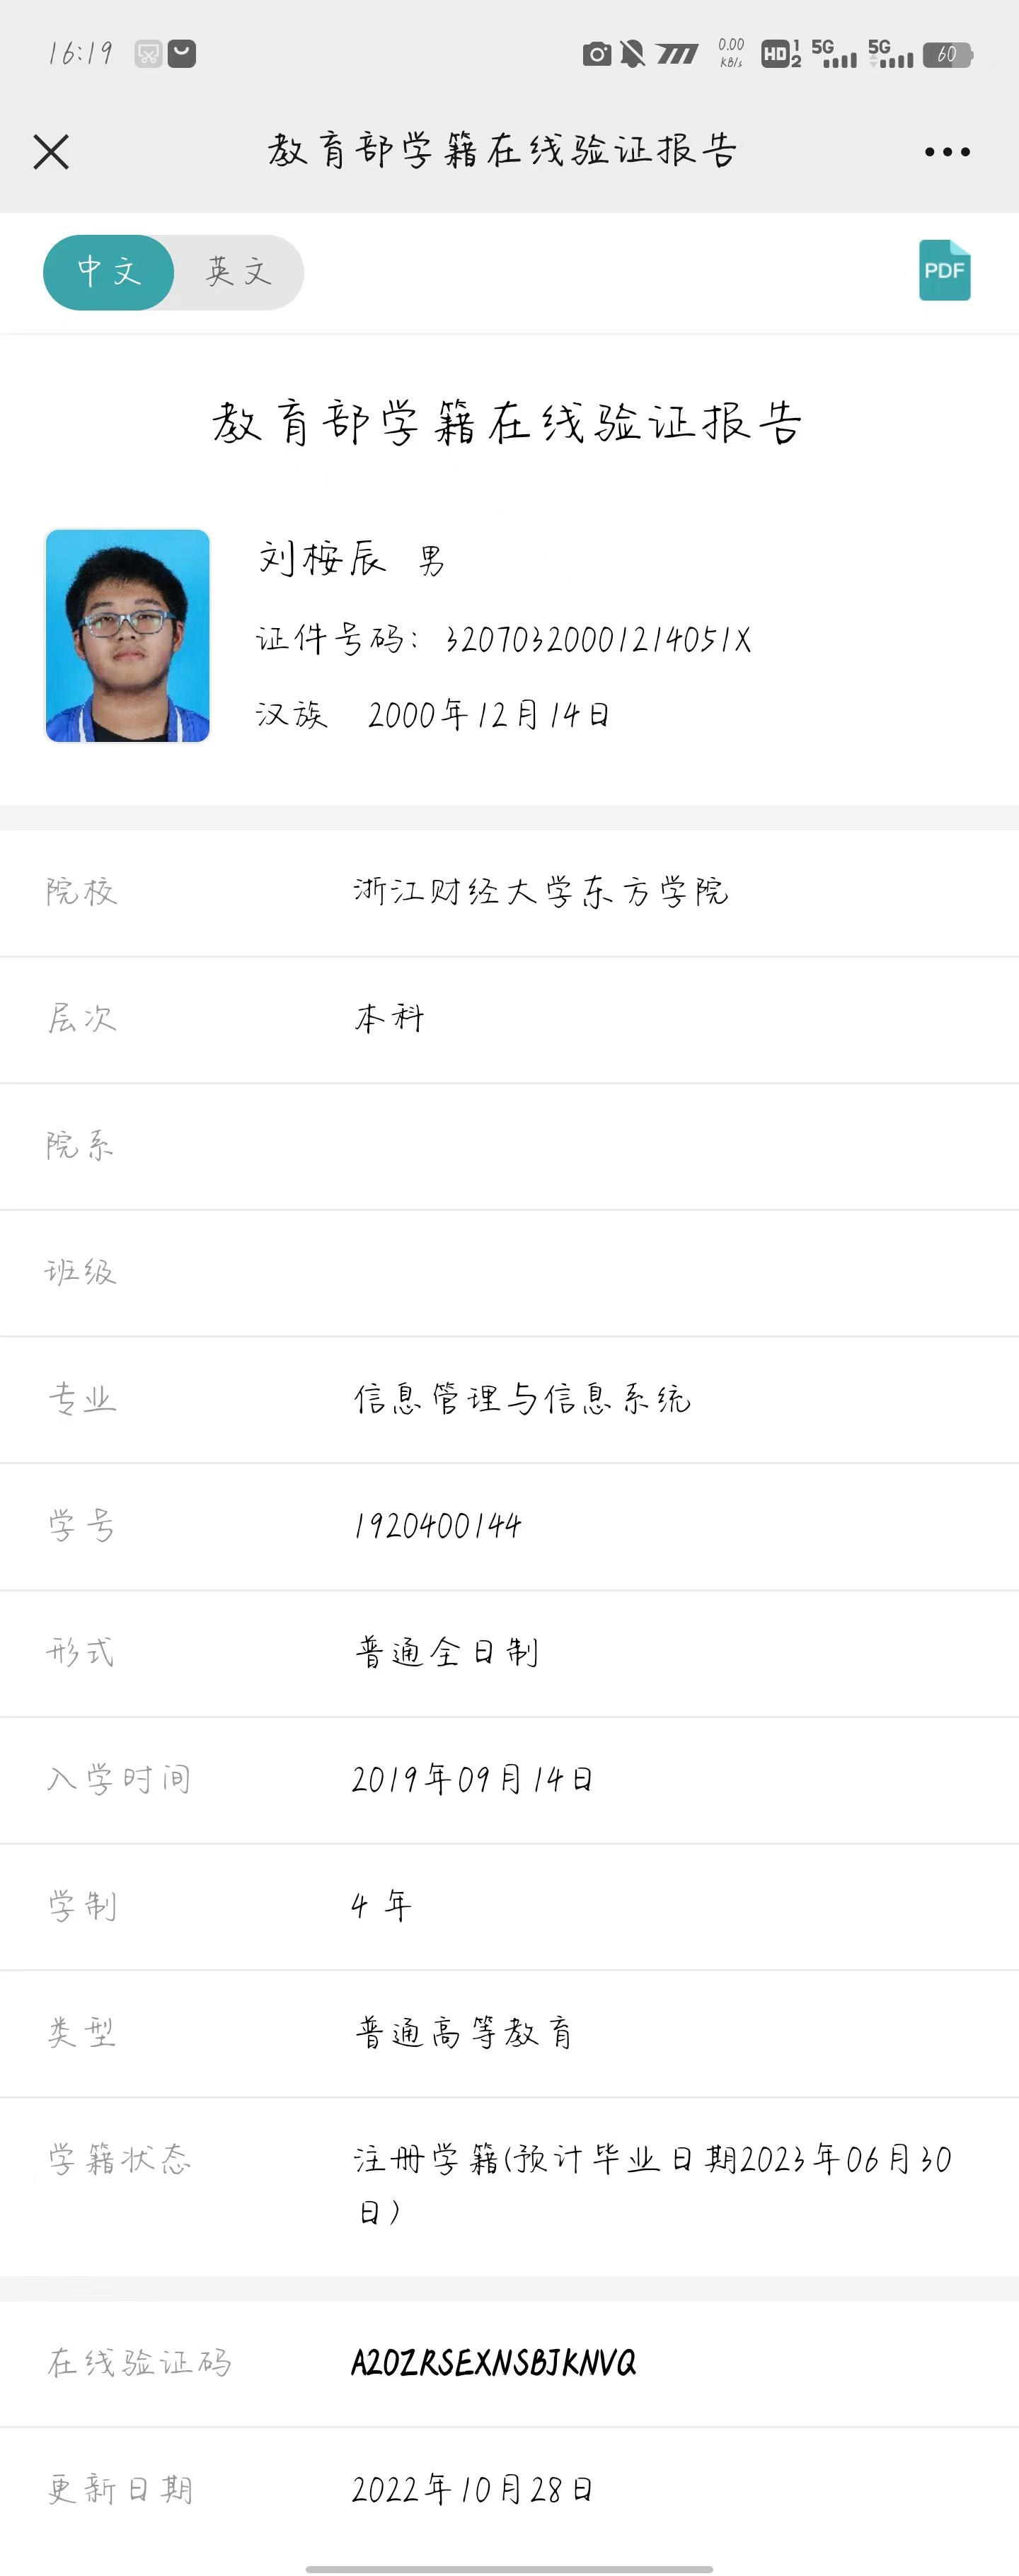 16:19 0.00 KB/s HD 1 2 5G 5G 60
教育部学籍在线验证报告
中文 英文 PDF
教育部学籍在线验证报告
刘桉辰 男
证件号码：32070320001214051X
汉族 2000年12月14日
院校 浙江财经大学东方学院
层次 本科
院系
班级
专业 信息管理与信息系统
学号 1920400144
形式 普通全日制
入学时间 2019年09月14日
学制 4 年
类型 普通高等教育
学籍状态 注册学籍(预计毕业日期2023年06月30
日)
在线验证码 A20ZRSEXNSBJKNVQ
更新日期 2022年10月28日